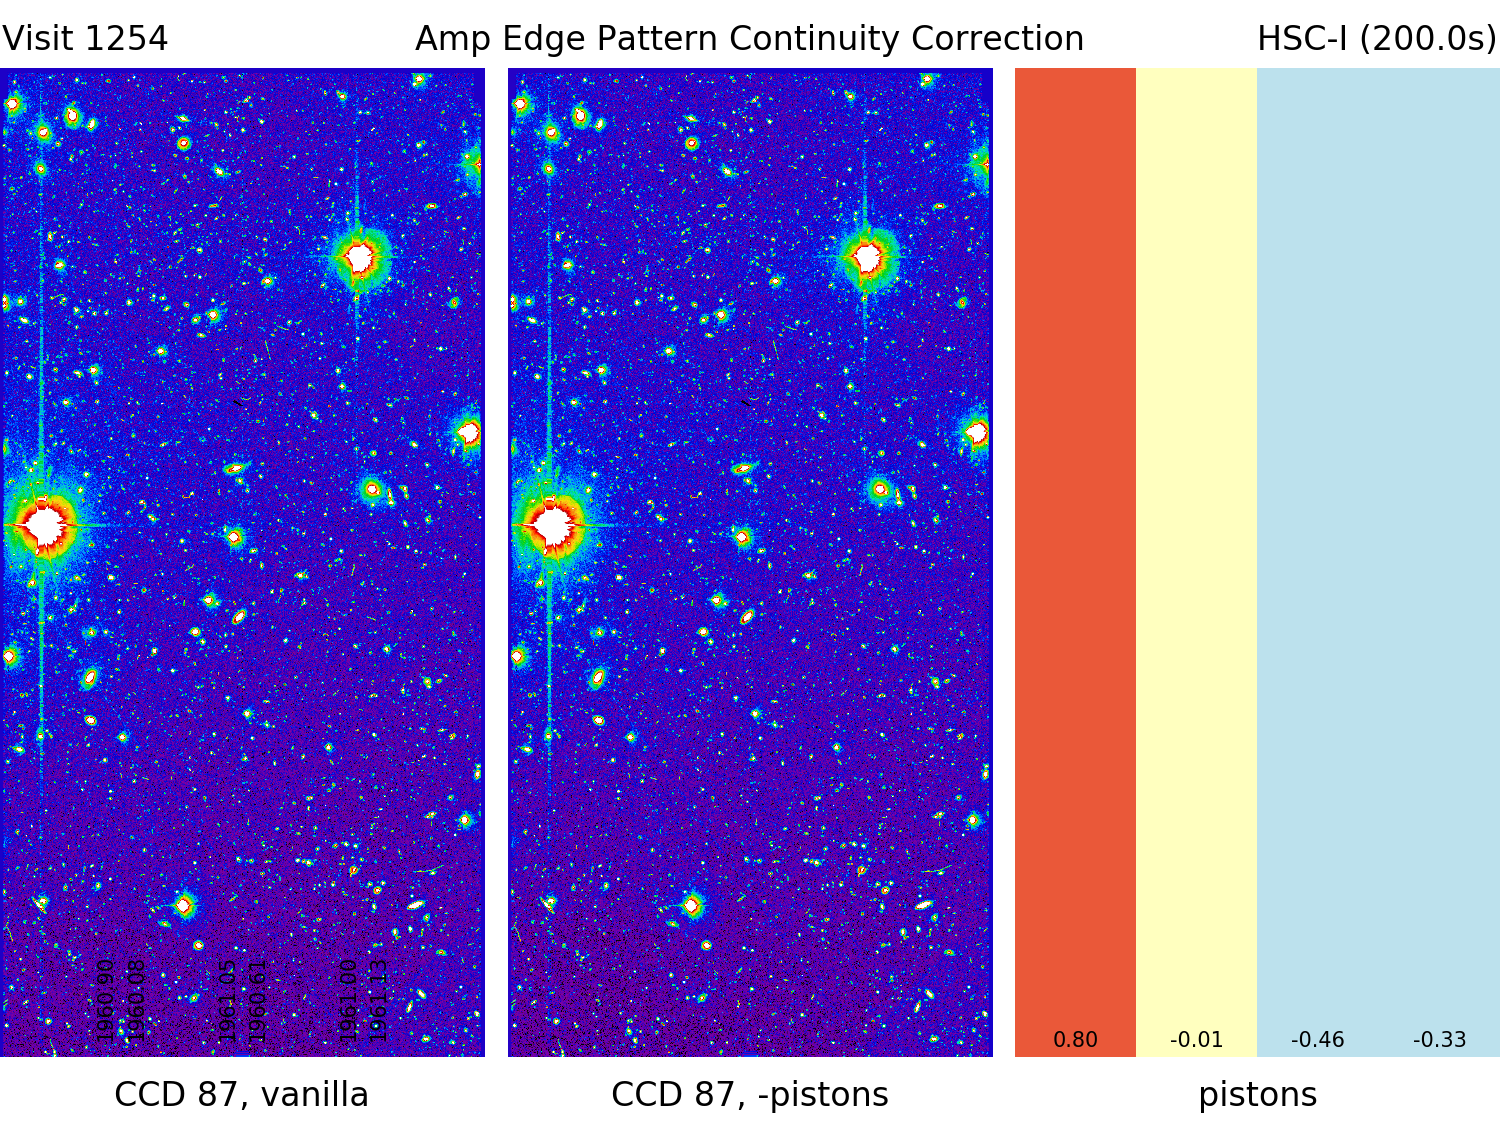 Visit 1254
Amp Edge Pattern Continuity Correction
HSC-I (200.0s)
1960.90
1960.08
1961.05
1960.61
1961.00
1961.13
0.80
-0.01
-0.46
-0.33
CCD 87, vanilla
CCD 87, -pistons
pistons